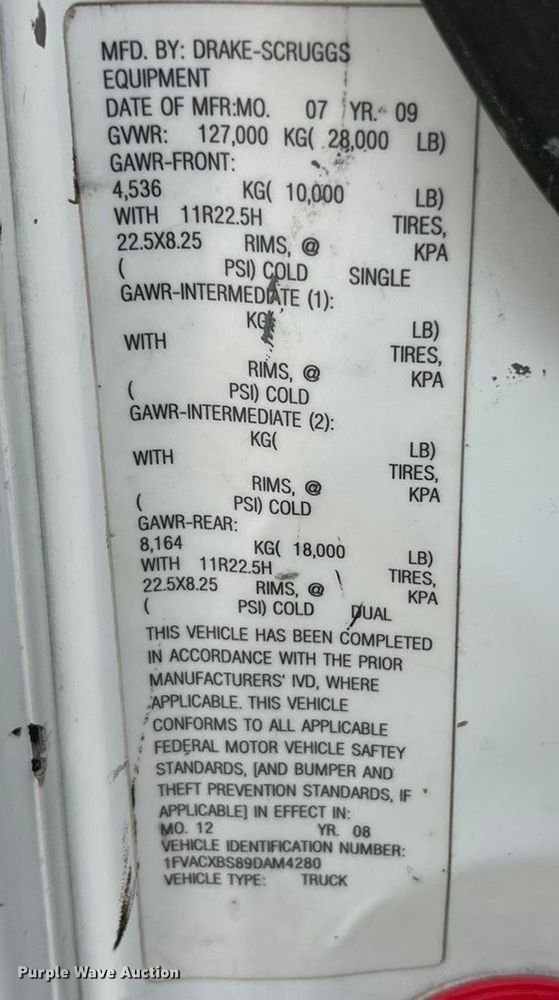 MFD. BY: DRAKE-SCRUGGS
EQUIPMENT
DATE OF MFR:MO. 07 YR. 09
GVWR: 127,000 KG( 28,000 LB)
GAWR-FRONT:
4,536 KG( 10,000 LB)
WITH 11R22.5H TIRES,
22.5X8.25 RIMS, @ KPA
( PSI) COLD SINGLE
GAWR-INTERMEDIATE (1):
KG( LB)
WITH TIRES,
RIMS, @ KPA
( PSI) COLD
GAWR-INTERMEDIATE (2):
KG( LB)
WITH TIRES,
RIMS, @ KPA
( PSI) COLD
GAWR-REAR:
8,164 KG( 18,000 LB)
WITH 11R22.5H TIRES,
22.5X8.25 RIMS, @ KPA
( PSI) COLD DUAL
THIS VEHICLE HAS BEEN COMPLETED
IN ACCORDANCE WITH THE PRIOR
MANUFACTURERS' IVD, WHERE
APPLICABLE. THIS VEHICLE
CONFORMS TO ALL APPLICABLE
FEDERAL MOTOR VEHICLE SAFTEY
STANDARDS, [AND BUMPER AND
THEFT PREVENTION STANDARDS, IF
APPLICABLE] IN EFFECT IN:
MO. 12 YR. 08
VEHICLE IDENTIFICATION NUMBER:
1FVACXBS89DAM4280
VEHICLE TYPE: TRUCK
Purple Wave Auction